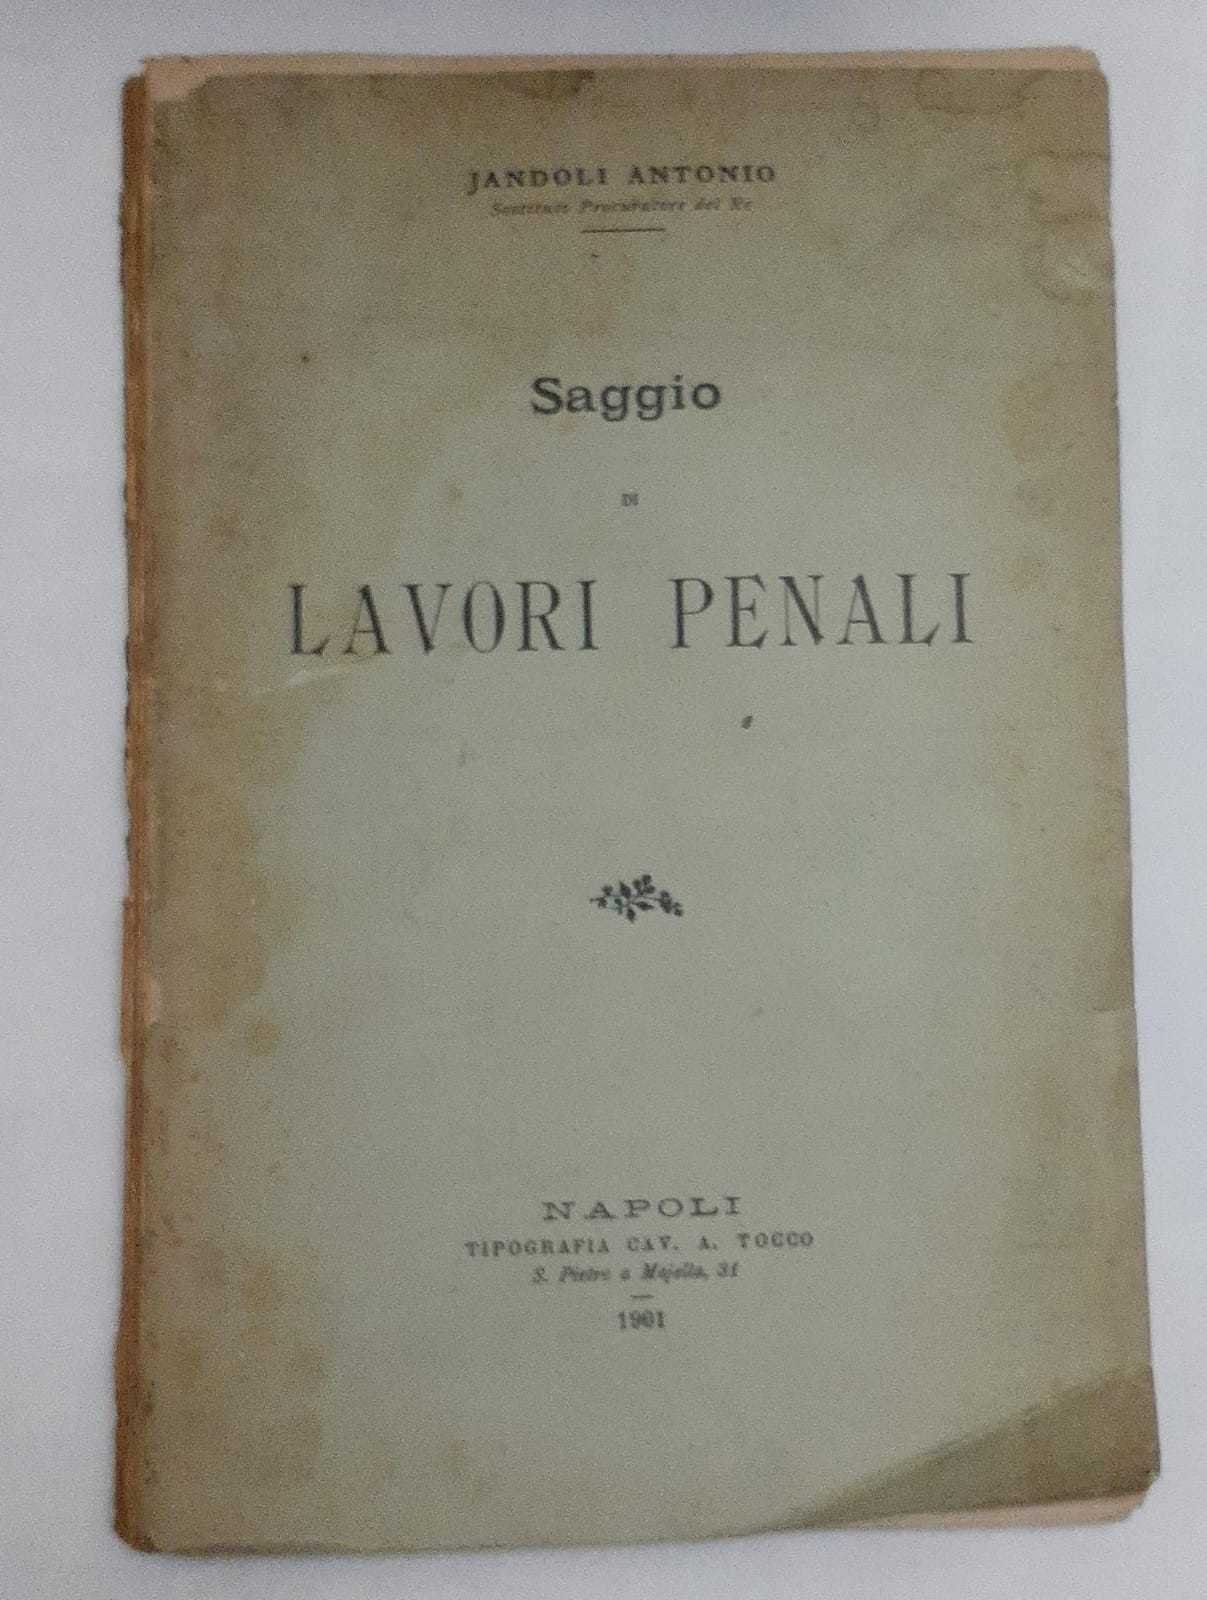 JANDOLI ANTONIO
Sostituto Procuratore del Re
Saggio
DI
LAVORI PENALI
NAPOLI
TIPOGRAFIA CAV. A. TOCCO
S. Pietro a Majella, 31
1901